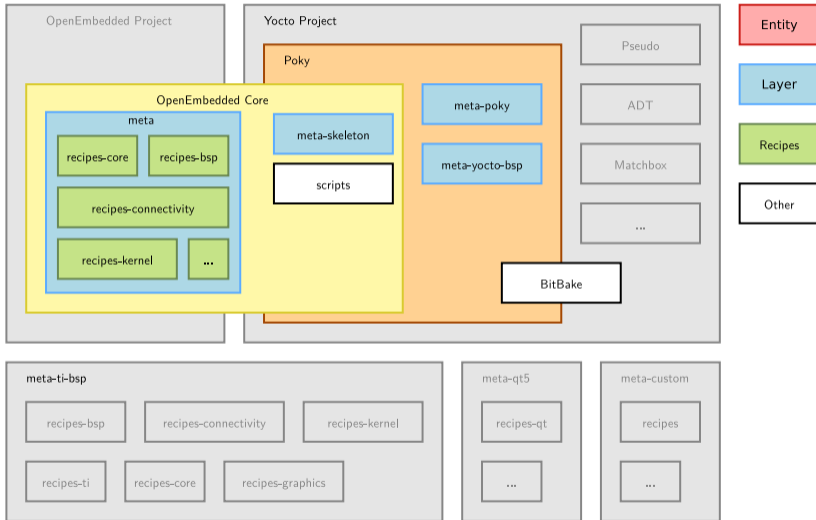 OpenEmbedded Project
Yocto Project
Entity
Pseudo
Poky
Layer
OpenEmbedded Core
meta-poky
ADT
meta
meta-skeleton
recipes-core
recipes-bsp
Recipes
meta-yocto-bsp
Matchbox
scripts
recipes-connectivity
Other
...
recipes-kernel
...
BitBake
meta-ti-bsp
meta-qt5
meta-custom
recipes-bsp
recipes-connectivity
recipes-kernel
recipes-qt
recipes
recipes-ti
recipes-core
recipes-graphics
...
...